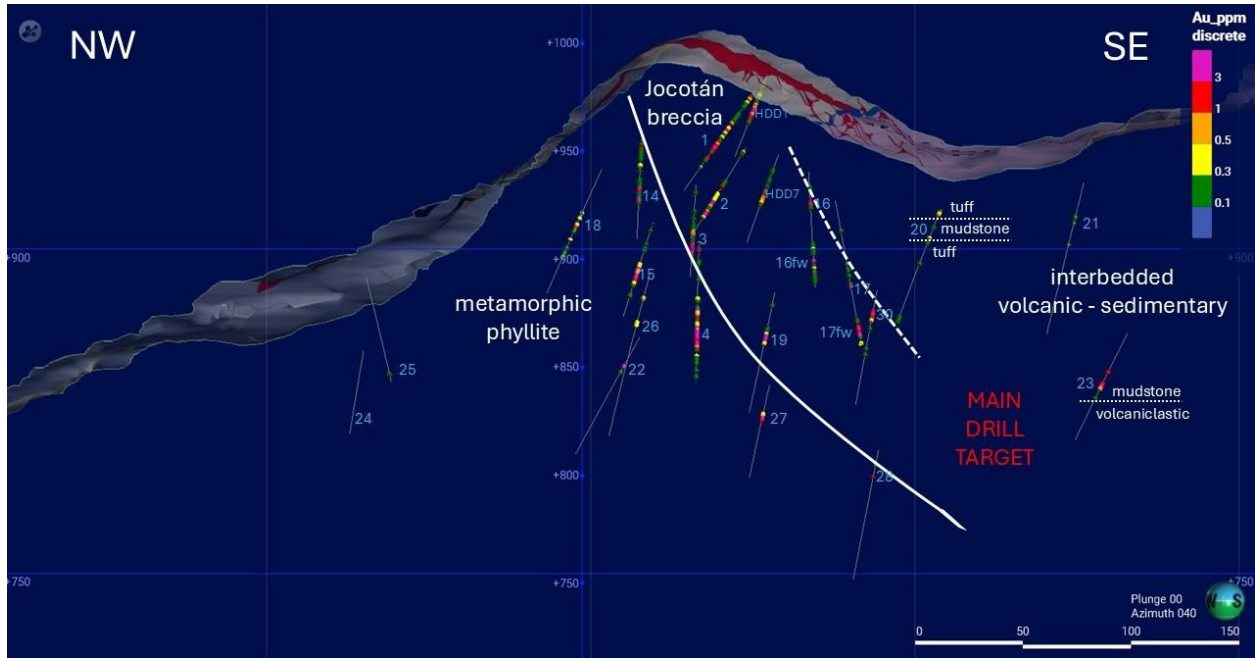 NW
SE
Au_ppm
discrete
3
1
0.5
0.3
0.1
+1000
+950
+900
+900
+900
+850
+800
+750
+750
+750
Jocotán
breccia
1
HDD1
14
2
HDD7
16
18
3
20
tuff
mudstone
tuff
21
15
16fw
metamorphic
phyllite
interbedded
volcanic - sedimentary
26
4
19
17
30
17fw
22
25
24
27
28
23
mudstone
volcaniclastic
MAIN
DRILL
TARGET
Plunge 00
Azimuth 040
0 50 100 150